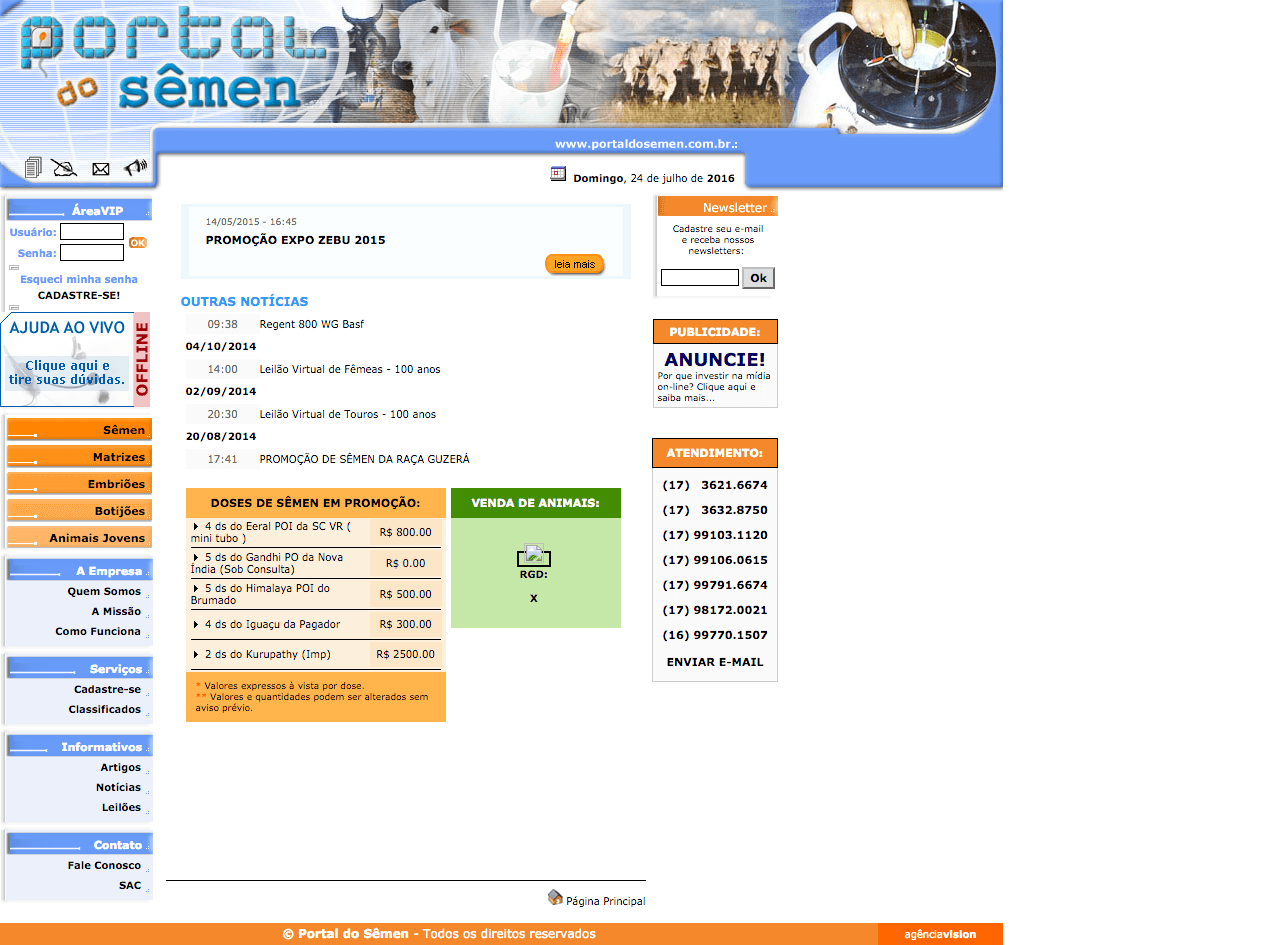 portal
do sêmen
www.portaldosemen.com.br.:
Domingo, 24 de julho de 2016
ÁreaVIP
Usuário:
Senha:
OK
Esqueci minha senha
CADASTRE-SE!
AJUDA AO VIVO
Clique aqui e
tire suas dúvidas.
OFFLINE
Sêmen
Matrizes
Embriões
Botijões
Animais Jovens
A Empresa
Quem Somos
A Missão
Como Funciona
Serviços
Cadastre-se
Classificados
Informativos
Artigos
Notícias
Leilões
Contato
Fale Conosco
SAC
14/05/2015 - 16:45
PROMOÇÃO EXPO ZEBU 2015
leia mais
OUTRAS NOTÍCIAS
09:38 Regent 800 WG Basf
04/10/2014
14:00 Leilão Virtual de Fêmeas - 100 anos
02/09/2014
20:30 Leilão Virtual de Touros - 100 anos
20/08/2014
17:41 PROMOÇÃO DE SÊMEN DA RAÇA GUZERÁ
DOSES DE SÊMEN EM PROMOÇÃO:
4 ds do Eeral POI da SC VR (
mini tubo )
R$ 800.00
5 ds do Gandhi PO da Nova
Índia (Sob Consulta)
R$ 0.00
5 ds do Himalaya POI do
Brumado
R$ 500.00
4 ds do Iguaçu da Pagador R$ 300.00
2 ds do Kurupathy (Imp) R$ 2500.00
* Valores expressos à vista por dose.
** Valores e quantidades podem ser alterados sem
aviso prévio.
VENDA DE ANIMAIS:
RGD:
X
Newsletter
Cadastre seu e-mail
e receba nossos
newsletters:
Ok
PUBLICIDADE:
ANUNCIE!
Por que investir na mídia
on-line? Clique aqui e
saiba mais...
ATENDIMENTO:
(17) 3621.6674
(17) 3632.8750
(17) 99103.1120
(17) 99106.0615
(17) 99791.6674
(17) 98172.0021
(16) 99770.1507
ENVIAR E-MAIL
Página Principal
© Portal do Sêmen - Todos os direitos reservados
agênciavision